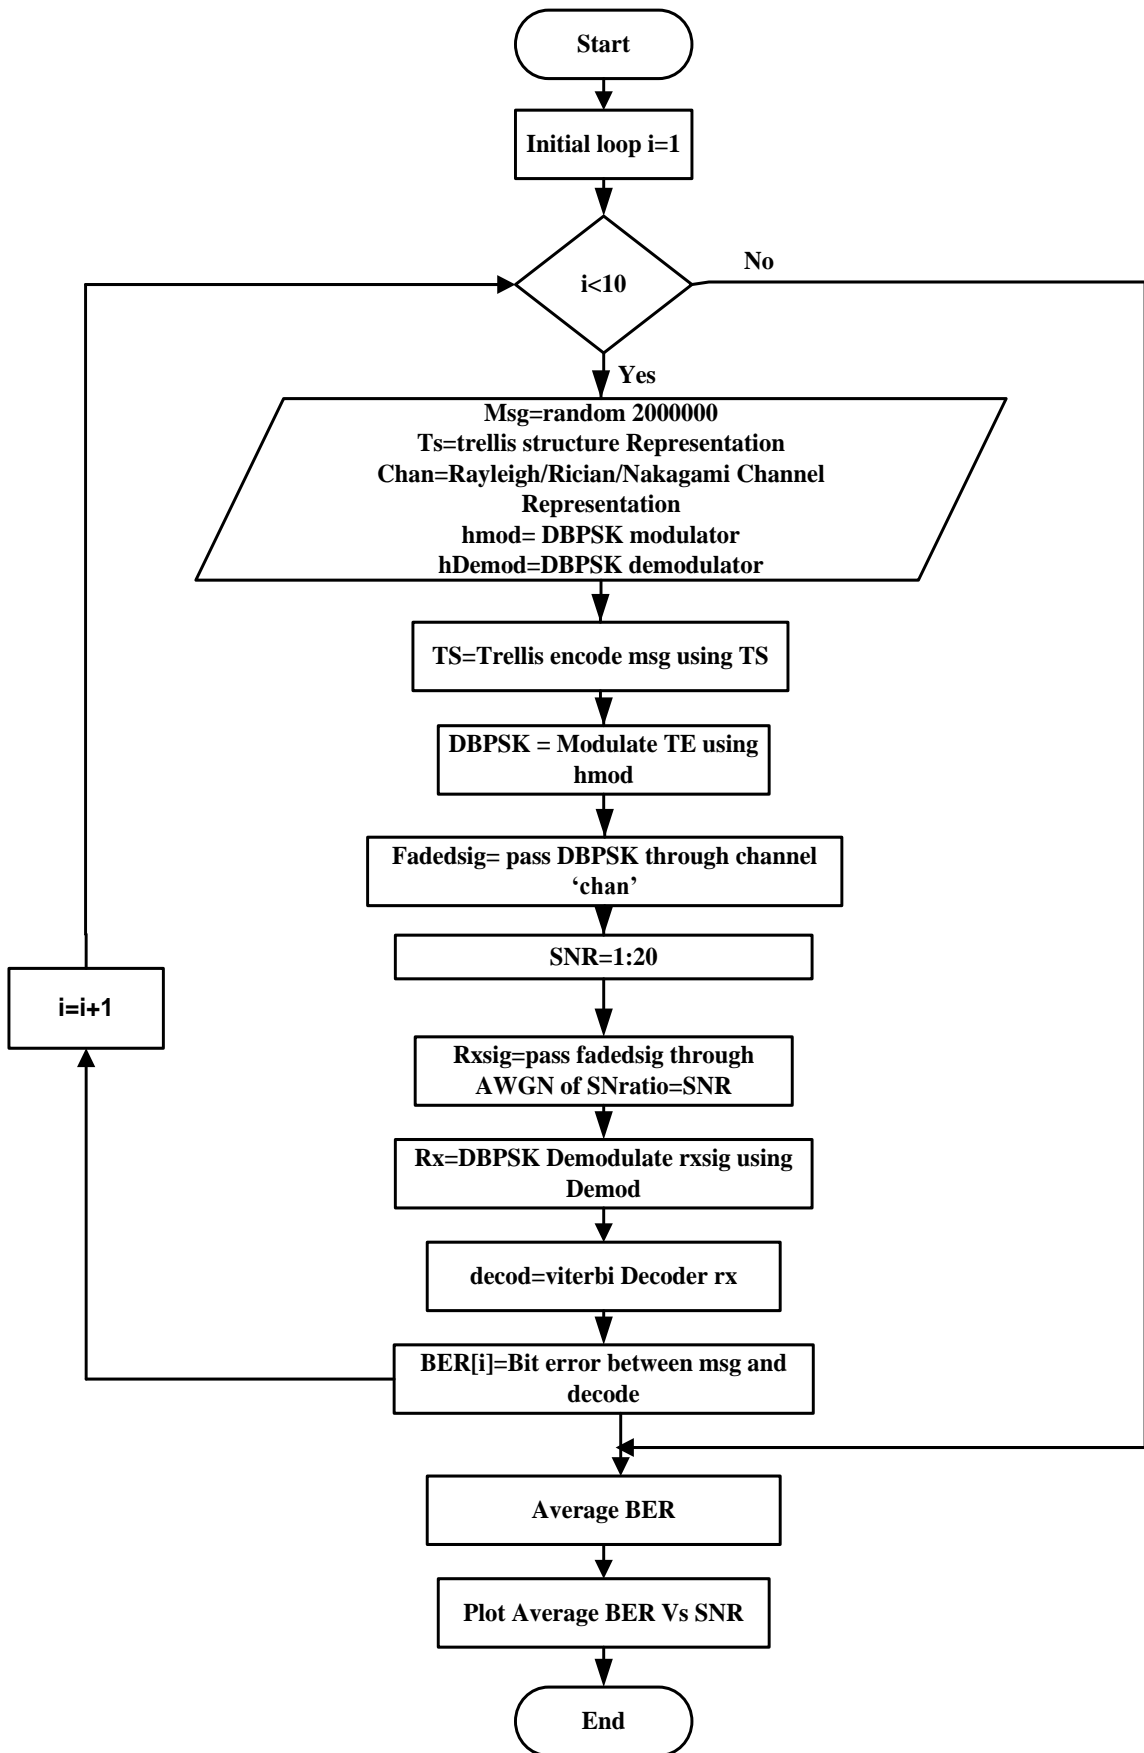 Start
Initial loop i=1
i<10
No
Yes
Msg=random 2000000
Ts=trellis structure Representation
Chan=Rayleigh/Rician/Nakagami Channel
Representation
hmod= DBPSK modulator
hDemod=DBPSK demodulator
TS=Trellis encode msg using TS
DBPSK = Modulate TE using
hmod
Fadedsig= pass DBPSK through channel
‘chan’
SNR=1:20
i=i+1
Rxsig=pass fadedsig through
AWGN of SNratio=SNR
Rx=DBPSK Demodulate rxsig using
Demod
decod=viterbi Decoder rx
BER[i]=Bit error between msg and
decode
Average BER
Plot Average BER Vs SNR
End